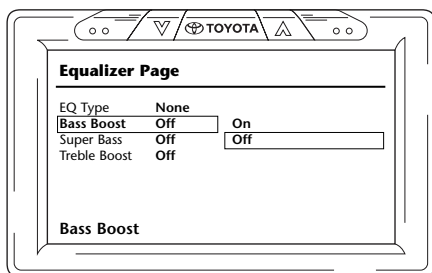 TOYOTA
Equalizer Page
EQ Type None
Bass Boost Off On
Super Bass Off Off
Treble Boost Off
Bass Boost